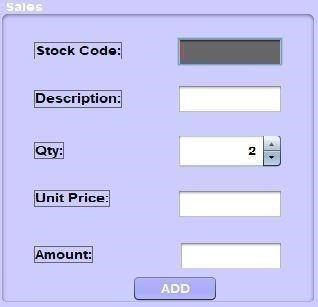 Sales
Stock Code:
Description:
Qty: 2
Unit Price:
Amount:
ADD